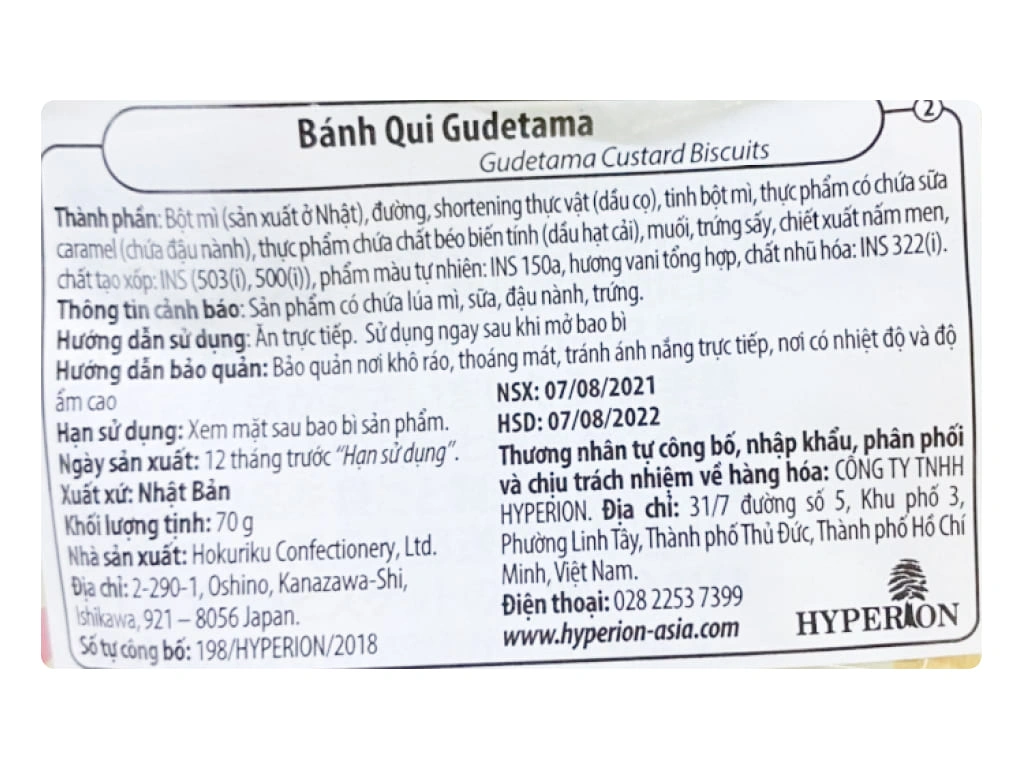 2
Bánh Qui Gudetama
Gudetama Custard Biscuits
Thành phần: Bột mì (sản xuất ở Nhật), đường, shortening thực vật (dầu cọ), tinh bột mì, thực phẩm có chứa sữa
caramel (chứa đậu nành), thực phẩm chứa chất béo biến tính (dầu hạt cải), muối, trứng sấy, chiết xuất nấm men,
chất tạo xốp: INS (503(i), 500(i)), phẩm màu tự nhiên: INS 150a, hương vani tổng hợp, chất nhũ hóa: INS 322(i).
Thông tin cảnh báo: Sản phẩm có chứa lúa mì, sữa, đậu nành, trứng.
Hướng dẫn sử dụng: Ăn trực tiếp. Sử dụng ngay sau khi mở bao bì
Hướng dẫn bảo quản: Bảo quản nơi khô ráo, thoáng mát, tránh ánh nắng trực tiếp, nơi có nhiệt độ và độ
ẩm cao
Hạn sử dụng: Xem mặt sau bao bì sản phẩm.
Ngày sản xuất: 12 tháng trước "Hạn sử dụng".
Xuất xứ: Nhật Bản
Khối lượng tịnh: 70 g
Nhà sản xuất: Hokuriku Confectionery, Ltd.
Địa chỉ: 2-290-1, Oshino, Kanazawa-Shi,
Ishikawa, 921 – 8056 Japan.
Số tự công bố: 198/HYPERION/2018
NSX: 07/08/2021
HSD: 07/08/2022
Thương nhân tự công bố, nhập khẩu, phân phối
và chịu trách nhiệm về hàng hóa: CÔNG TY TNHH
HYPERION. Địa chỉ: 31/7 đường số 5, Khu phố 3,
Phường Linh Tây, Thành phố Thủ Đức, Thành phố Hồ Chí
Minh, Việt Nam.
Điện thoại: 028 2253 7399
www.hyperion-asia.com
HYPERION